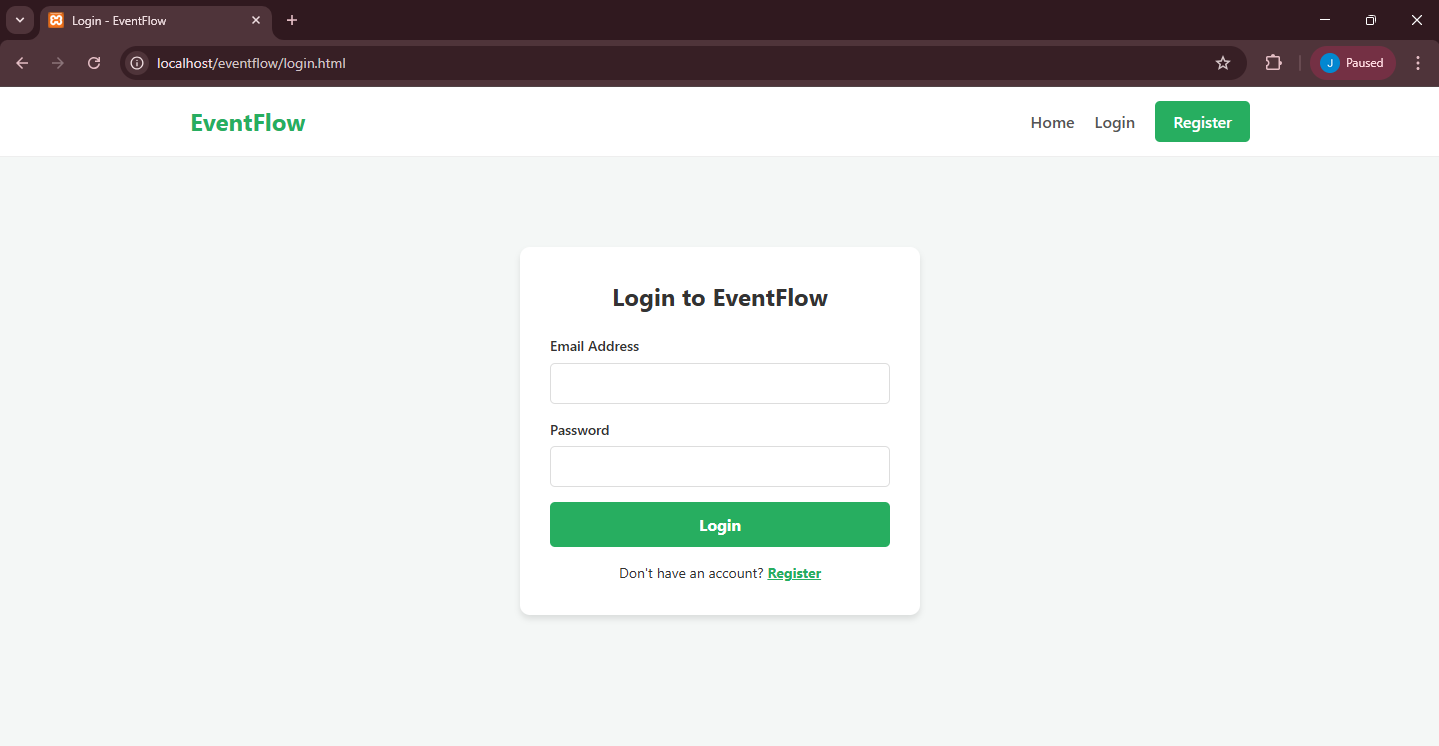 Login - EventFlow
localhost/eventflow/login.html
J Paused
EventFlow
Home Login Register
Login to EventFlow
Email Address
Password
Login
Don't have an account? Register